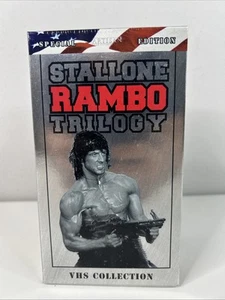 SPECIAL EDITION
STALLONE
RAMBO
TRILOGY
VHS COLLECTION